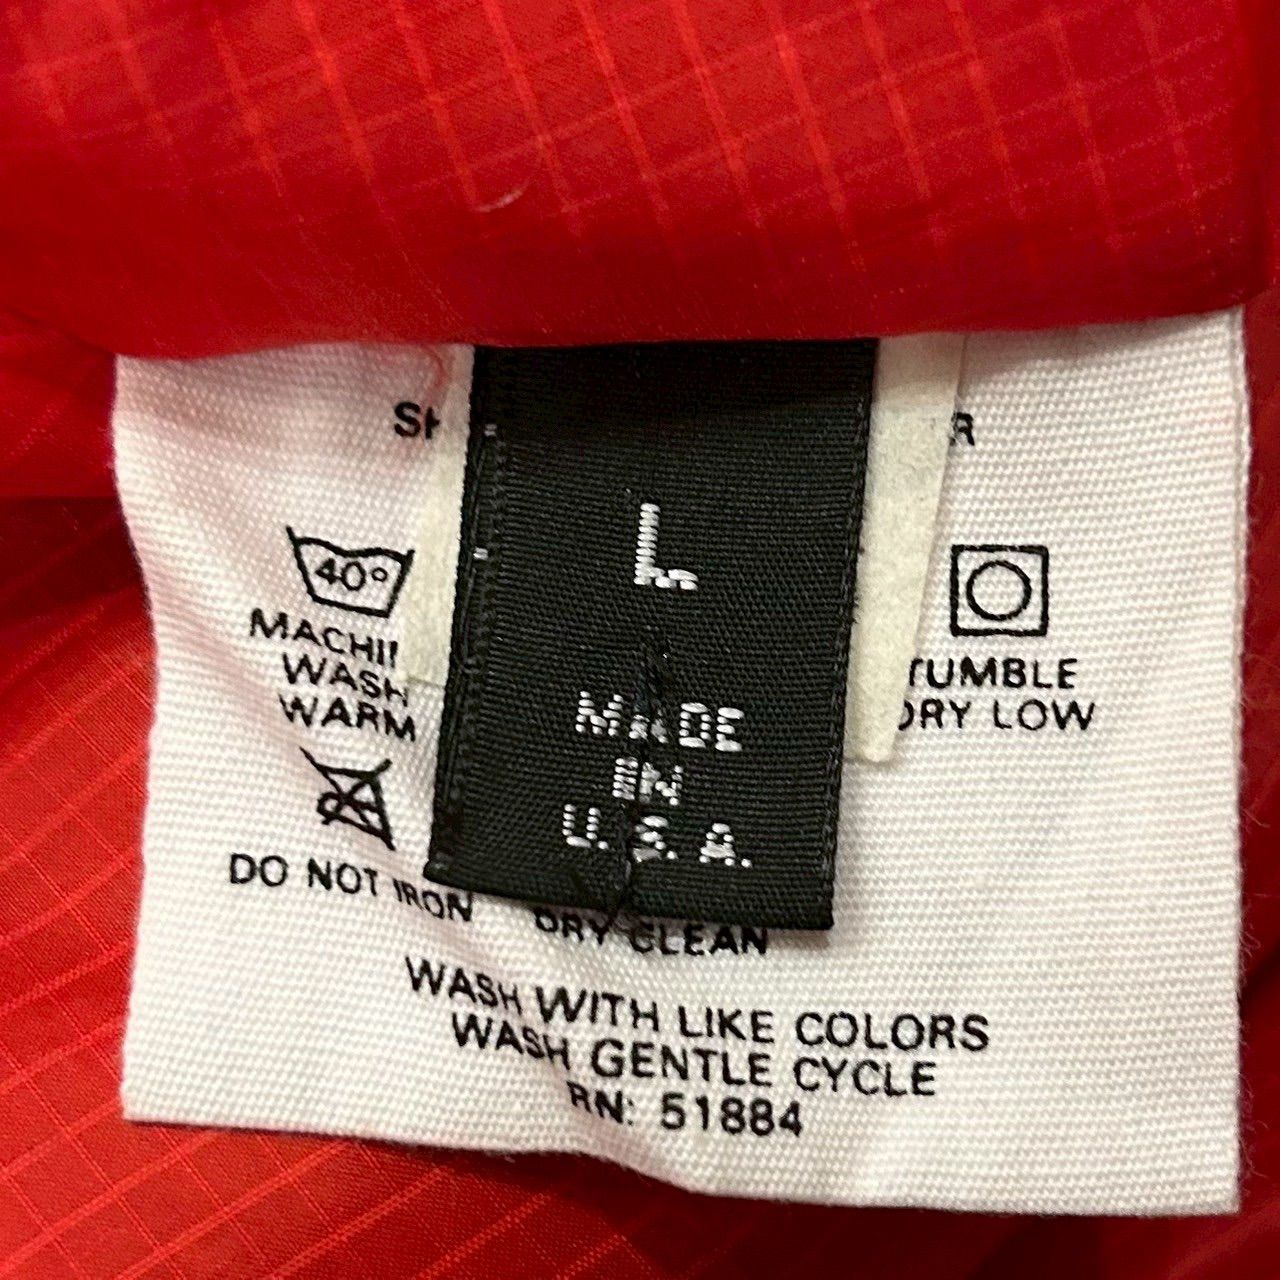 L
MADE
IN
U.S.A.
40°
WASH
WARM
TUMBLE
DRY LOW
DO NOT IRON
DRY CLEAN
WASH WITH LIKE COLORS
WASH GENTLE CYCLE
RN: 51884